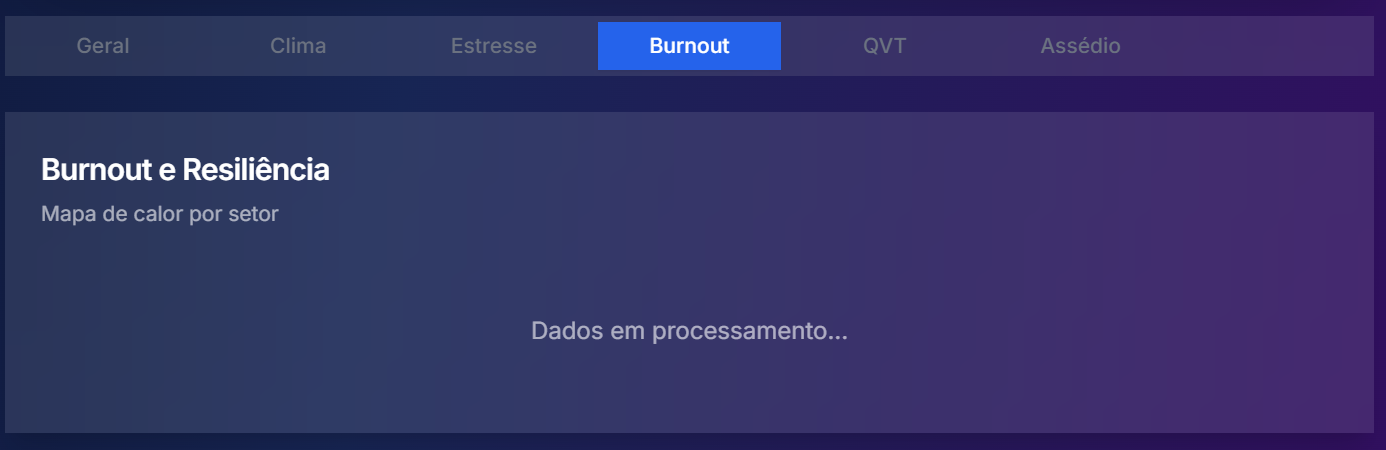 Geral Clima Estresse Burnout QVT Assédio
Burnout e Resiliência
Mapa de calor por setor
Dados em processamento...